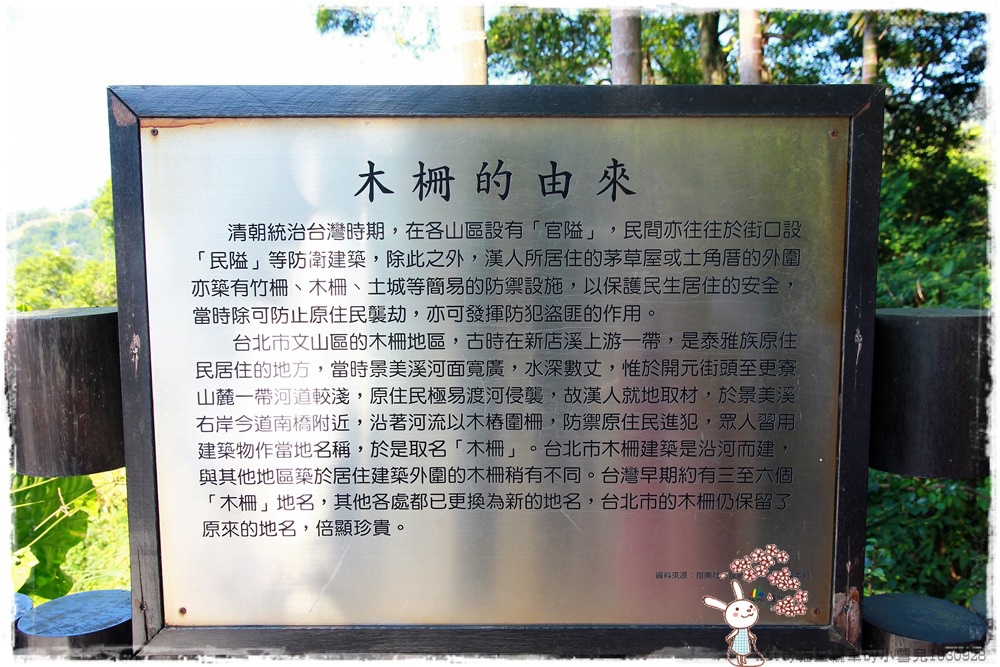 木柵的由來
清朝統治台灣時期，在各山區設有「官隘」，民間亦往往於街口設
「民隘」等防衛建築，除此之外，漢人所居住的茅草屋或土角厝的外圍
亦築有竹柵、木柵、土城等簡易的防禦設施，以保護民生居住的安全，
當時除可防止原住民襲劫，亦可發揮防犯盜匪的作用。
台北市文山區的木柵地區，古時在新店溪上游一帶，是泰雅族原住
民居住的地方，當時景美溪河面寬廣，水深數丈，惟於開元街頭至更寮
山麓一帶河道較淺，原住民極易渡河侵襲，故漢人就地取材，於景美溪
右岸今道南橋附近，沿著河流以木樁圍柵，防禦原住民進犯，眾人習用
建築物作當地名稱，於是取名「木柵」。台北市木柵建築是沿河而建，
與其他地區築於居住建築外圍的木柵稍有不同。台灣早期約有三至六個
「木柵」地名，其他各處都已更換為新的地名，台北市的木柵仍保留了
原來的地名，倍顯珍貴。
資料來源：指南
1030928